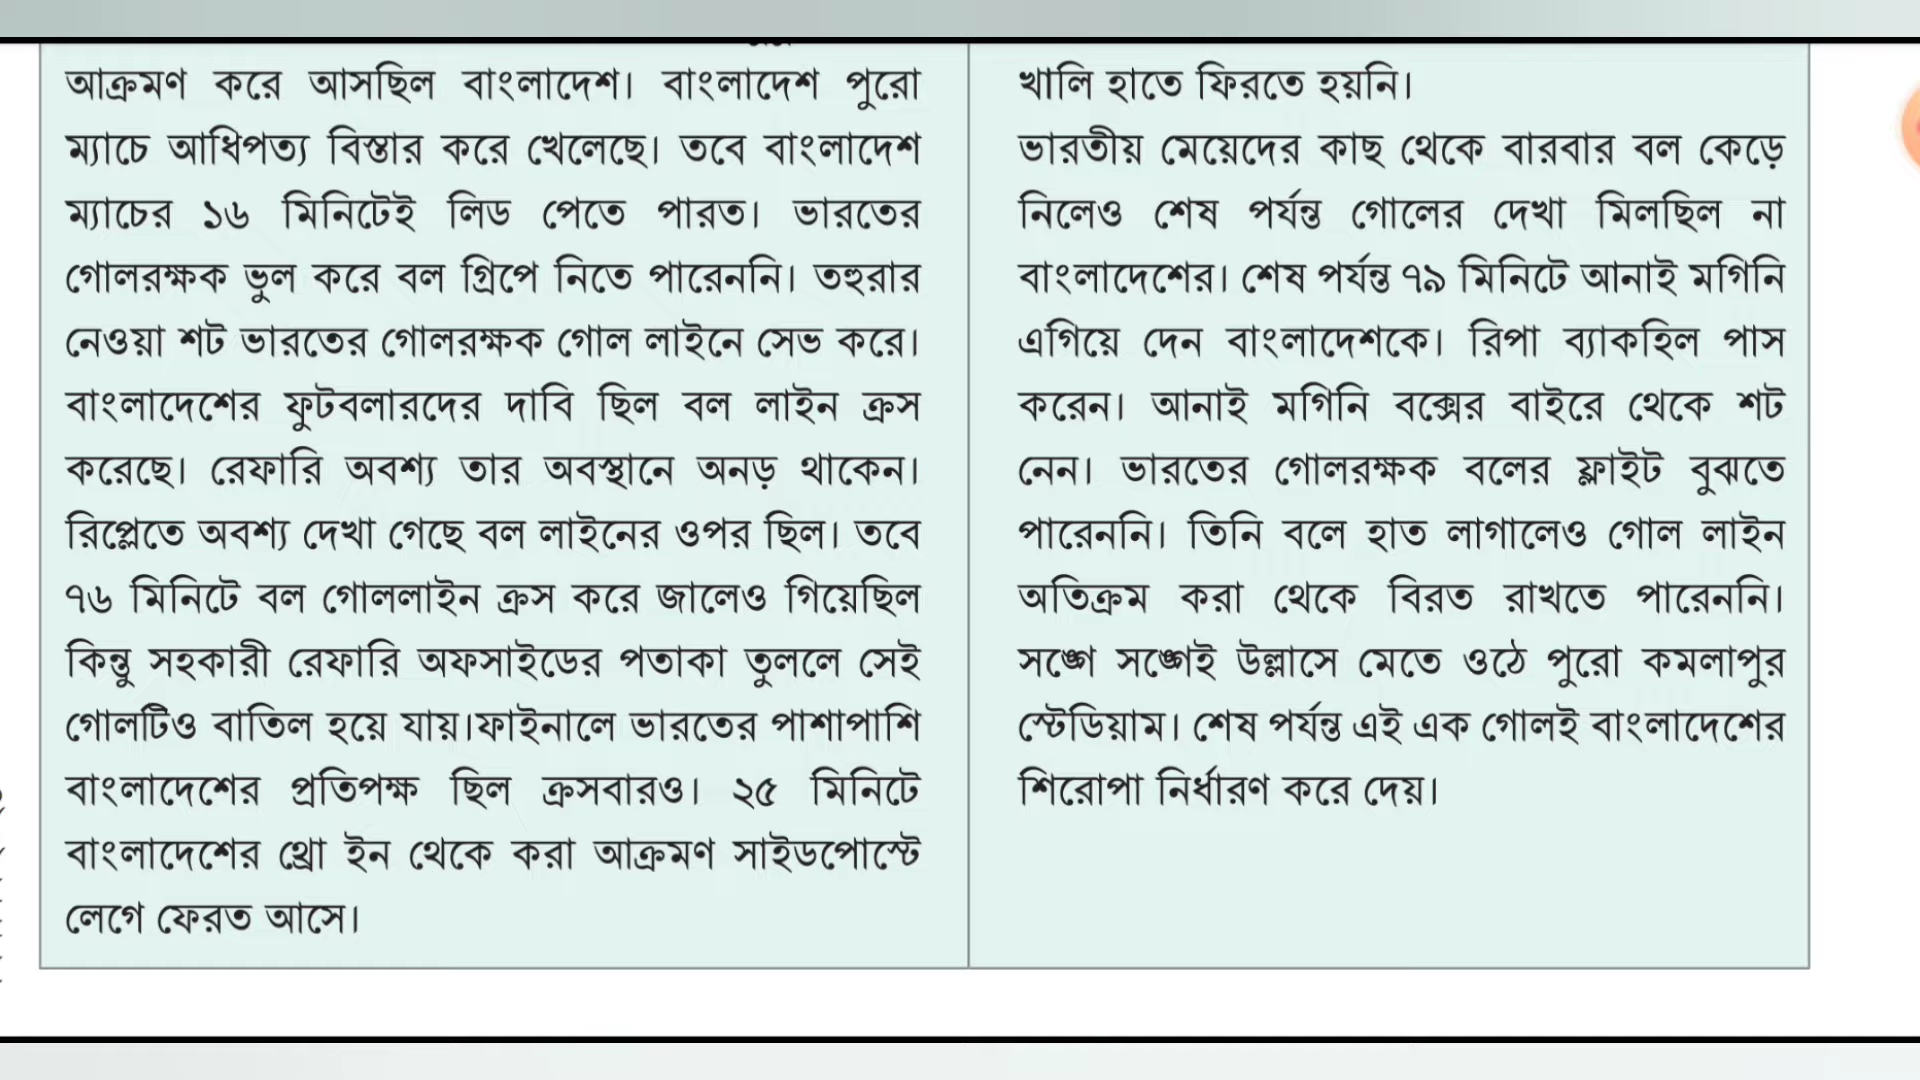 আক্রমণ করে আসছিল বাংলাদেশ। বাংলাদেশ পুরো
ম্যাচে আধিপত্য বিস্তার করে খেলেছে। তবে বাংলাদেশ
ম্যাচের ১৬ মিনিটেই লিড পেতে পারত। ভারতের
গোলরক্ষক ভুল করে বল গ্রিপে নিতে পারেননি। তহুরার
নেওয়া শট ভারতের গোলরক্ষক গোল লাইনে সেভ করে।
বাংলাদেশের ফুটবলারদের দাবি ছিল বল লাইন ক্রস
করেছে। রেফারি অবশ্য তার অবস্থানে অনড় থাকেন।
রিপ্লেতে অবশ্য দেখা গেছে বল লাইনের ওপর ছিল। তবে
৭৬ মিনিটে বল গোললাইন ক্রস করে জালেও গিয়েছিল
কিন্তু সহকারী রেফারি অফসাইডের পতাকা তুললে সেই
গোলটিও বাতিল হয়ে যায়।ফাইনালে ভারতের পাশাপাশি
বাংলাদেশের প্রতিপক্ষ ছিল ক্রসবারও। ২৫ মিনিটে
বাংলাদেশের থ্রো ইন থেকে করা আক্রমণ সাইডপোস্টে
লেগে ফেরত আসে।
খালি হাতে ফিরতে হয়নি।
ভারতীয় মেয়েদের কাছ থেকে বারবার বল কেড়ে
নিলেও শেষ পর্যন্ত গোলের দেখা মিলছিল না
বাংলাদেশের। শেষ পর্যন্ত ৭৯ মিনিটে আনাই মগিনি
এগিয়ে দেন বাংলাদেশকে। রিপা ব্যাকহিল পাস
করেন। আনাই মগিনি বক্সের বাইরে থেকে শট
নেন। ভারতের গোলরক্ষক বলের ফ্লাইট বুঝতে
পারেননি। তিনি বলে হাত লাগালেও গোল লাইন
অতিক্রম করা থেকে বিরত রাখতে পারেননি।
সঙ্গে সঙ্গেই উল্লাসে মেতে ওঠে পুরো কমলাপুর
স্টেডিয়াম। শেষ পর্যন্ত এই এক গোলই বাংলাদেশের
শিরোপা নির্ধারণ করে দেয়।